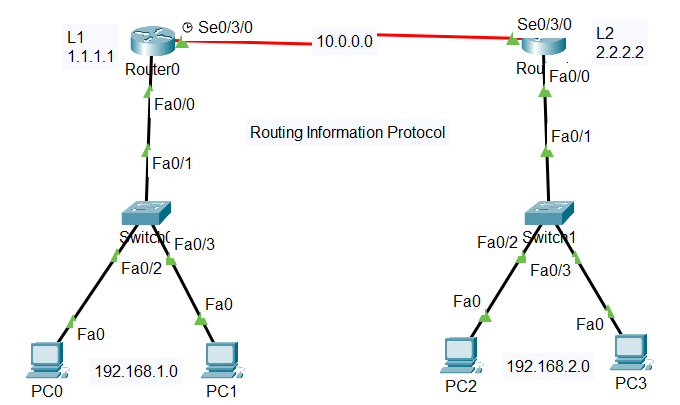 L1
1.1.1.1
Se0/3/0
Router0
Fa0/0
10.0.0.0
Se0/3/0
L2
2.2.2.2
Fa0/0
Routing Information Protocol
Fa0/1
Fa0/1
Fa0/3
Fa0/2
Fa0/2
Switch1
Fa0/3
Fa0
Fa0
Fa0
Fa0
PC0
192.168.1.0
PC1
PC2
192.168.2.0
PC3